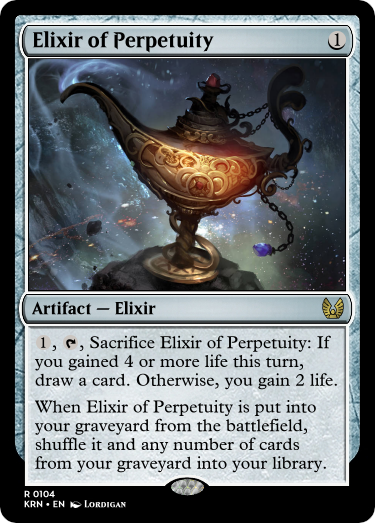 Elixir of Perpetuity 1
Artifact — Elixir
1, , Sacrifice Elixir of Perpetuity: If
you gained 4 or more life this turn,
draw a card. Otherwise, you gain 2 life.
When Elixir of Perpetuity is put into
your graveyard from the battlefield,
shuffle it and any number of cards
from your graveyard into your library.
R 0104
KRN • EN Lordigan